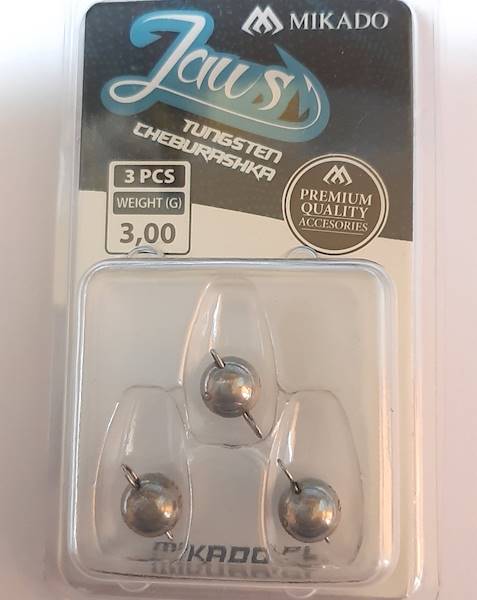 MIKADO
Jaws
TUNGSTEN
CHEBURASHKA
3 PCS
WEIGHT (G)
3,00
PREMIUM
QUALITY
ACCESORIES
MIKADO.PL